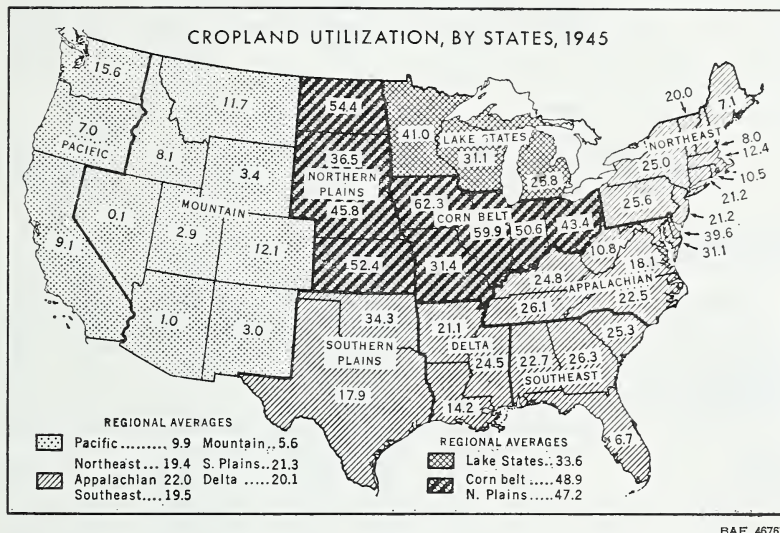 CROPLAND UTILIZATION, BY STATES, 1945
15.6
11.7
54.4
41.0
LAKE STATES
31.1
25.8
20.0
7.1
NORTHEAST
25.0
8.0
12.4
10.5
21.2
21.2
39.6
31.1
7.0
PACIFIC
8.1
3.4
36.5
NORTHERN
PLAINS
45.8
62.3
CORN BELT
59.9
50.6
43.4
25.6
MOUNTAIN
0.1
2.9
12.1
9.1
52.4
31.4
10.8
18.1
24.8
APPALACHIAN
26.1
22.5
1.0
3.0
34.3
SOUTHERN
PLAINS
17.9
21.1
DELTA
24.5
14.2
22.7
26.3
SOUTHEAST
25.3
6.7
REGIONAL AVERAGES
Pacific.........9.9 Mountain..5.6
Northeast...19.4 S. Plains..21.3
Appalachian 22.0 Delta .....20.1
Southeast....19.5
REGIONAL AVERAGES
Lake States..33.6
Corn belt .....48.9
N. Plains .....47.2